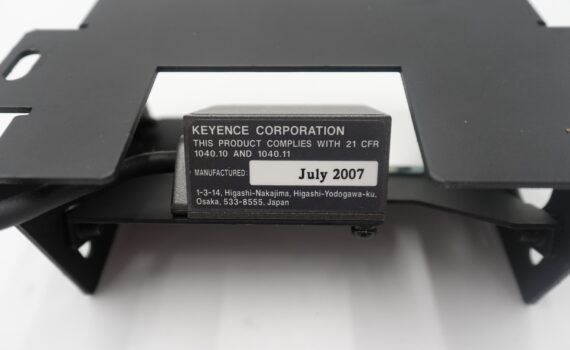 KEYENCE CORPORATION
THIS PRODUCT COMPLIES WITH 21 CFR
1040.10 AND 1040.11
MANUFACTURED: July 2007
1-3-14, Higashi-Nakajima, Higashi-Yodogawa-ku,
Osaka, 533-8555, Japan